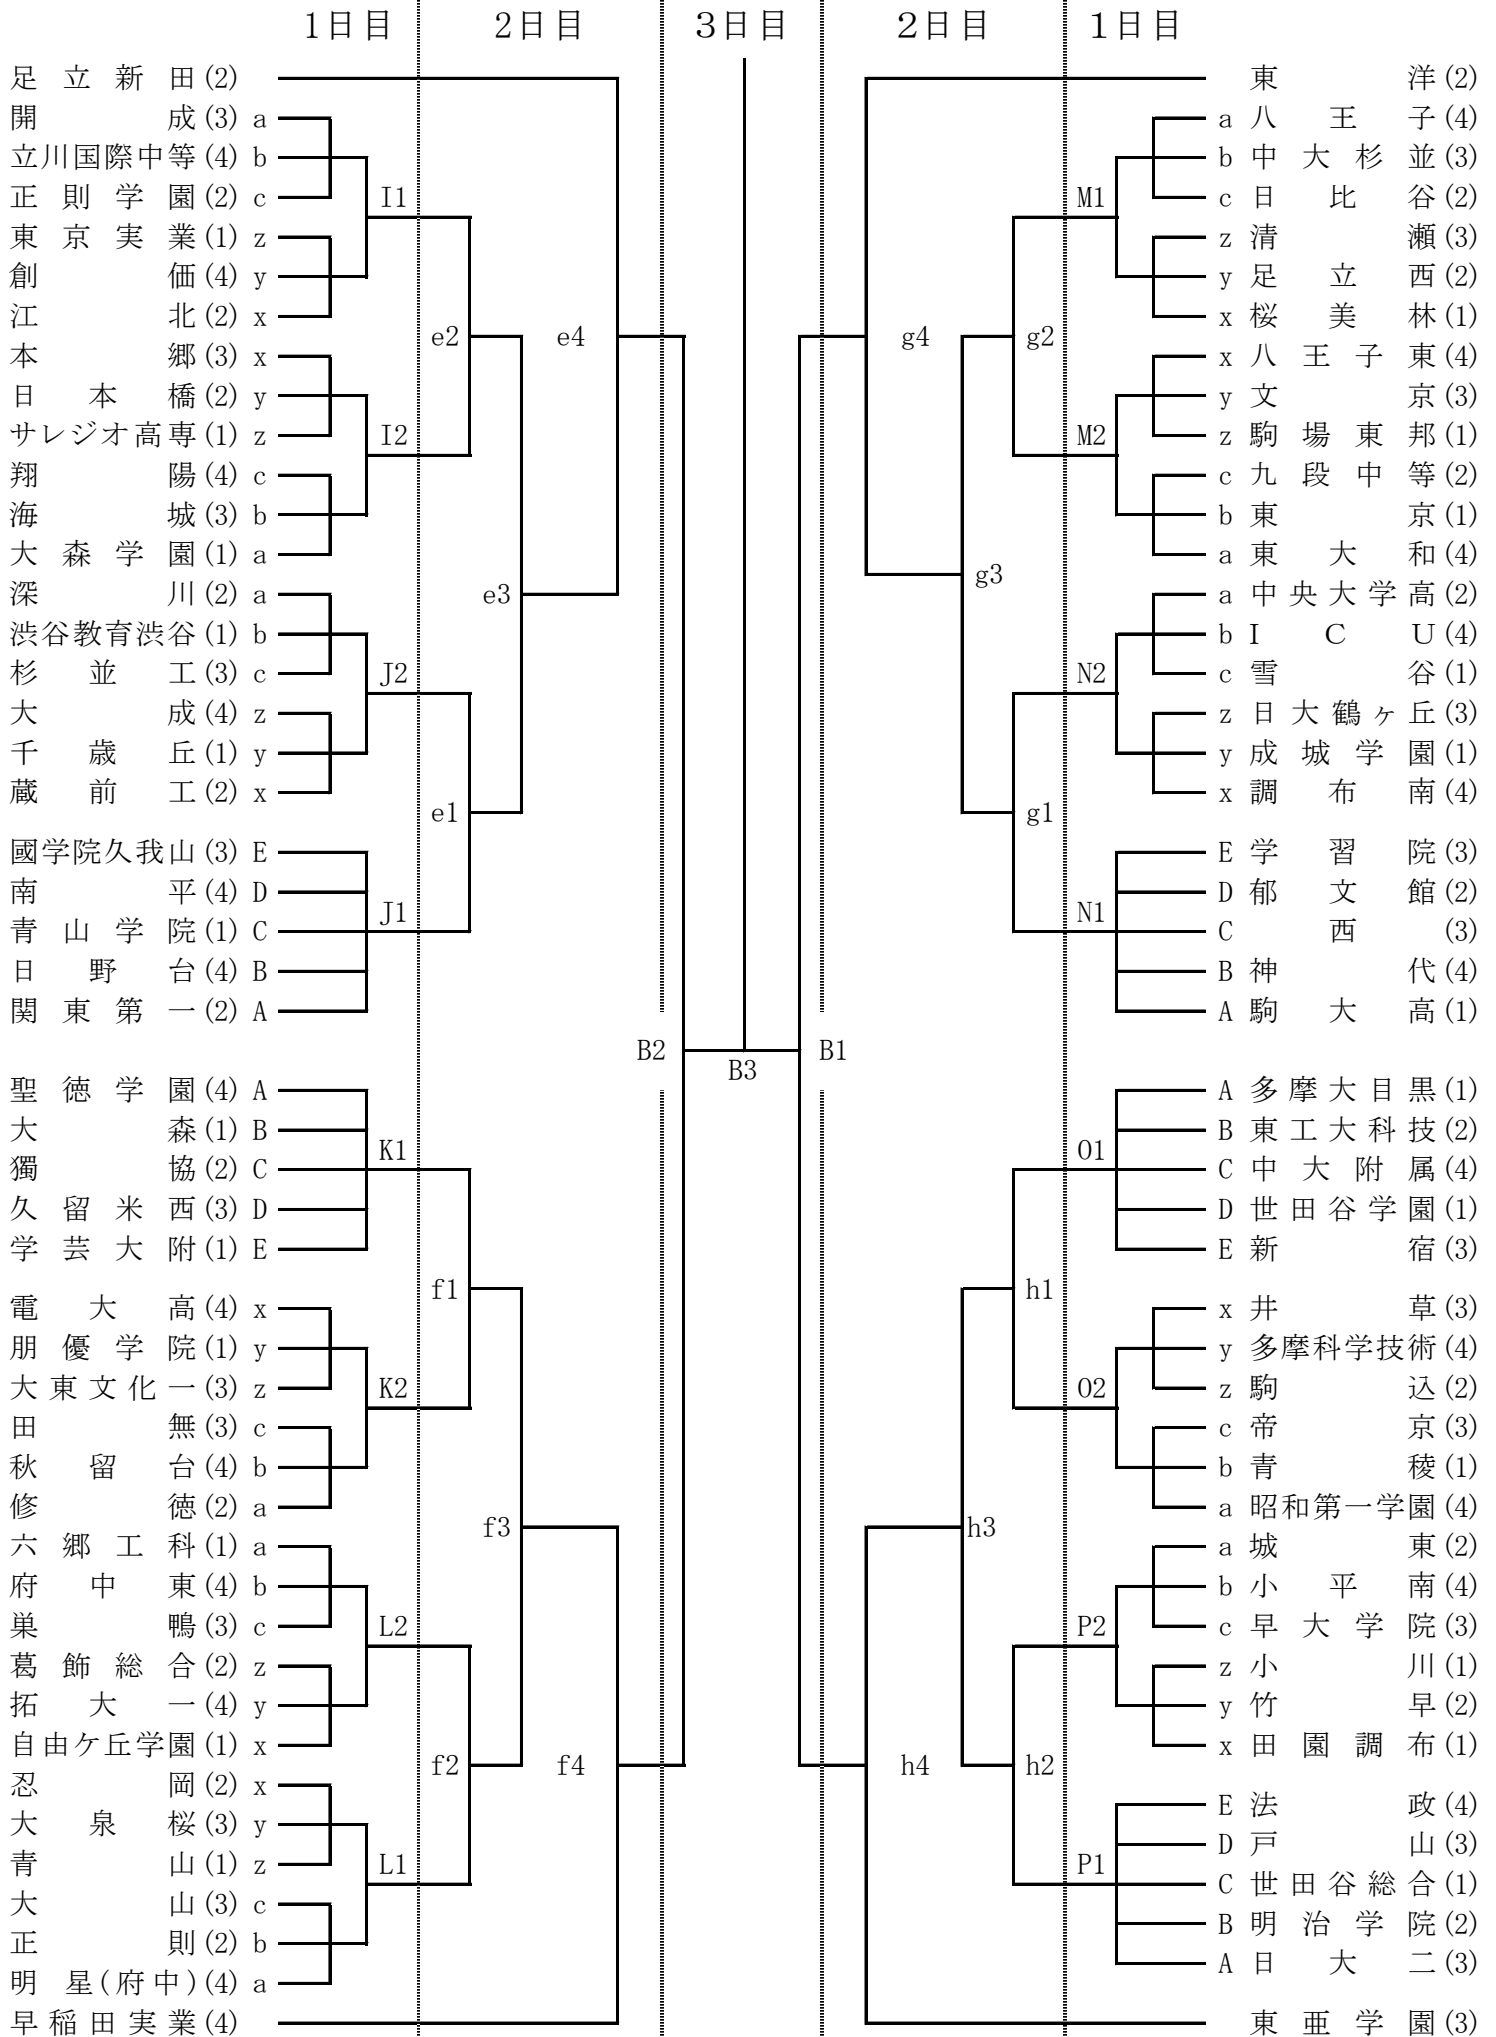 1日目 2日目 3日目 2日目 1日目
足立新田(2) 東洋(2)
開成(3) a a 八王子(4)
立川国際中等(4) b b 中大杉並(3)
正則学園(2) c I1 M1 c 日比谷(2)
東京実業(1) z z 清瀬(3)
創価(4) y y 足立西(2)
江北(2) x x 桜美林(1)
e2 e4 g4 g2
本郷(3) x x 八王子東(4)
日本橋(2) y y 文京(3)
サレジオ高専(1) z I2 M2 z 駒場東邦(1)
翔陽(4) c c 九段中等(2)
海城(3) b b 東京(1)
大森学園(1) a a 東大和(4)
g3
深川(2) a e3 a 中央大学高(2)
渋谷教育渋谷(1) b b ICU(4)
杉並工(3) c J2 N2 c 雪谷(1)
大成(4) z z 日大鶴ヶ丘(3)
千歳丘(1) y y 成城学園(1)
蔵前工(2) x x 調布南(4)
e1 g1
國学院久我山(3) E E 学習院(3)
南平(4) D D 郁文館(2)
青山学院(1) C J1 N1 C 西(3)
日野台(4) B B 神代(4)
関東第一(2) A A 駒大高(1)
B2 B1
B3
聖徳学園(4) A A 多摩大目黒(1)
大森(1) B B 東工大科技(2)
獨協(2) C K1 O1 C 中大附属(4)
久留米西(3) D D 世田谷学園(1)
学芸大附(1) E E 新宿(3)
f1 h1
電大高(4) x x 井草(3)
朋優学院(1) y y 多摩科学技術(4)
大東文化一(3) z K2 O2 z 駒込(2)
田無(3) c c 帝京(3)
秋留台(4) b b 青稜(1)
修徳(2) a a 昭和第一学園(4)
f3 h3
六郷工科(1) a a 城東(2)
府中東(4) b b 小平南(4)
巣鴨(3) c L2 P2 c 早大学院(3)
葛飾総合(2) z z 小川(1)
拓大一(4) y y 竹早(2)
自由ケ丘学園(1) x x 田園調布(1)
f2 f4 h4 h2
忍岡(2) x E 法政(4)
大泉桜(3) y D 戸山(3)
青山(1) z L1 P1 C 世田谷総合(1)
大山(3) c B 明治学院(2)
正則(2) b A 日大二(3)
明星(府中)(4) a
早稲田実業(4) 東亜学園(3)